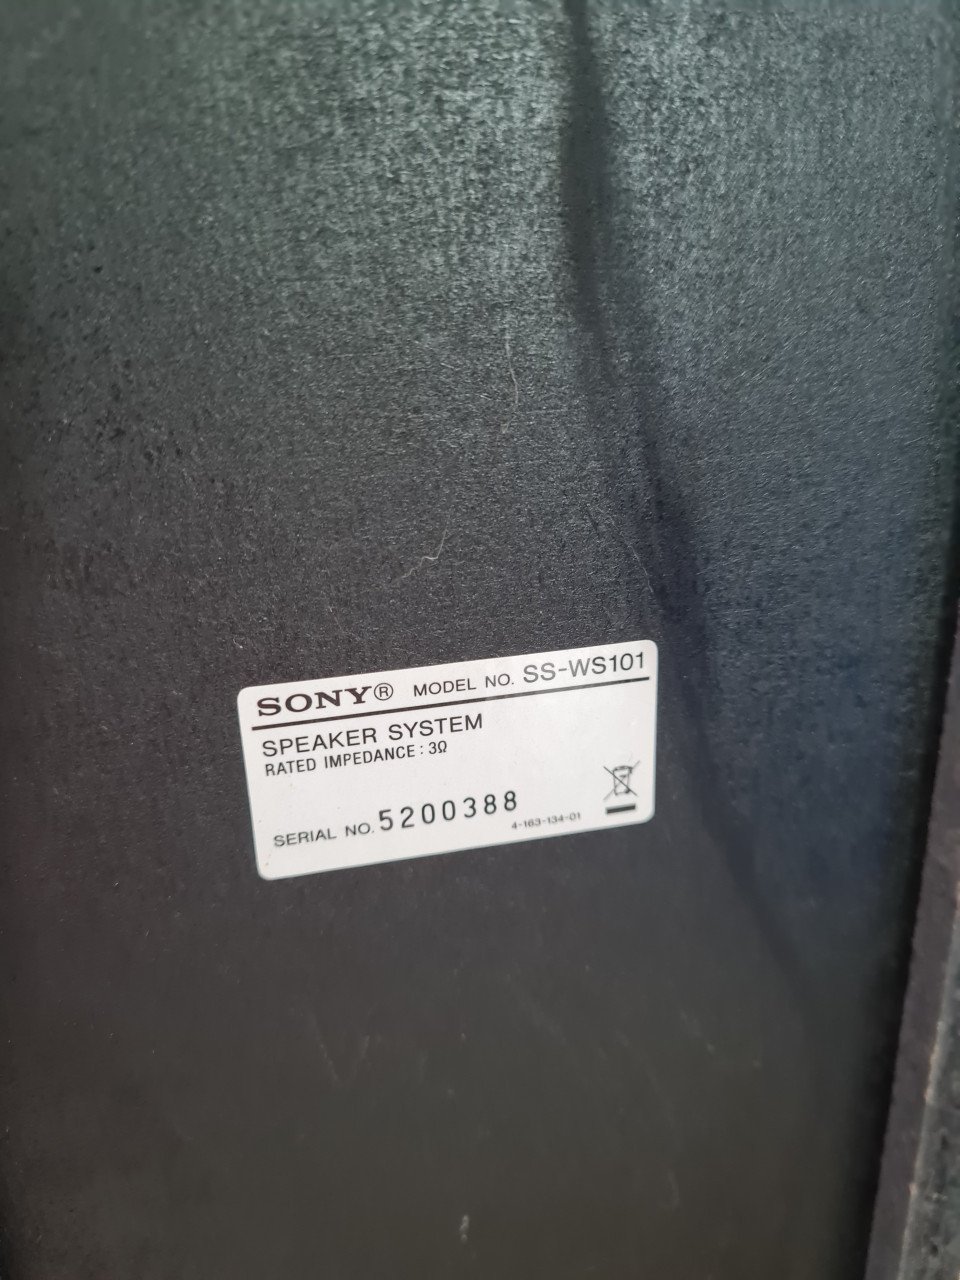 SONY® MODEL NO. SS-WS101
SPEAKER SYSTEM
RATED IMPEDANCE : 3Ω
SERIAL NO. 5200388
4-163-134-01